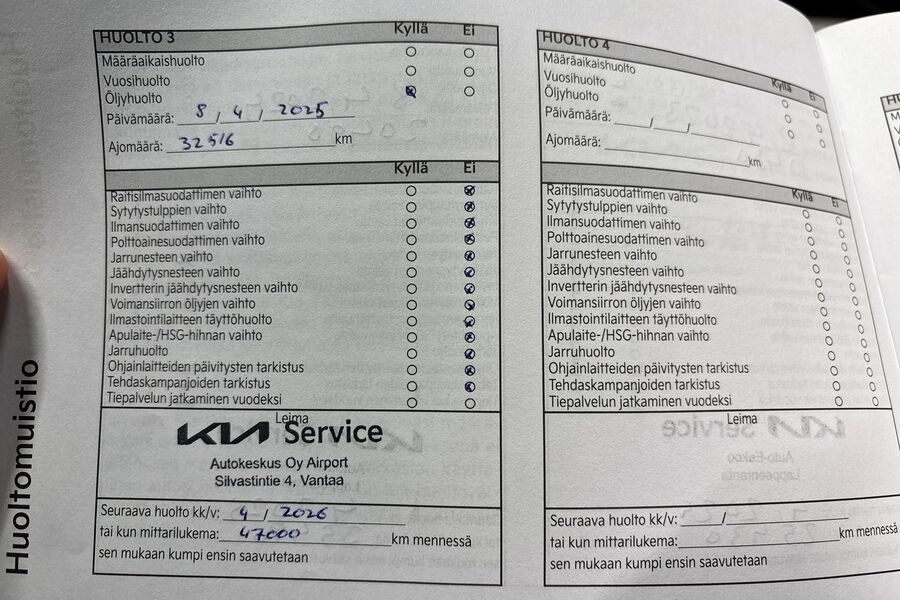 Huoltomuistio
HUOLTO 3 Kyllä Ei
Määräaikaishuolto
Vuosihuolto
Öljyhuolto
Päivämäärä: 8 / 4 / 2025
Ajomäärä: 32516 km
Kyllä Ei
Raitisilmasuodattimen vaihto
Sytytystulppien vaihto
Ilmansuodattimen vaihto
Polttoainesuodattimen vaihto
Jarrunesteen vaihto
Jäähdytysnesteen vaihto
Invertterin jäähdytysnesteen vaihto
Voimansiirron öljyjen vaihto
Ilmastointilaitteen täyttöhuolto
Apulaite-/HSG-hihnan vaihto
Jarruhuolto
Ohjainlaitteiden päivitysten tarkistus
Tehdaskampanjoiden tarkistus
Tiepalvelun jatkaminen vuodeksi
Leima
KIA Service
Autokeskus Oy Airport
Silvastintie 4, Vantaa
Seuraava huolto kk/v: 4 / 2026
tai kun mittarilukema: 47000 km mennessä
sen mukaan kumpi ensin saavutetaan
HUOLTO 4 Kyllä Ei
Määräaikaishuolto
Vuosihuolto
Öljyhuolto
Päivämäärä: / /
Ajomäärä: km
Kyllä Ei
Raitisilmasuodattimen vaihto
Sytytystulppien vaihto
Ilmansuodattimen vaihto
Polttoainesuodattimen vaihto
Jarrunesteen vaihto
Jäähdytysnesteen vaihto
Invertterin jäähdytysnesteen vaihto
Voimansiirron öljyjen vaihto
Ilmastointilaitteen täyttöhuolto
Apulaite-/HSG-hihnan vaihto
Jarruhuolto
Ohjainlaitteiden päivitysten tarkistus
Tehdaskampanjoiden tarkistus
Tiepalvelun jatkaminen vuodeksi
Leima
Seuraava huolto kk/v: /
tai kun mittarilukema: km mennessä
sen mukaan kumpi ensin saavutetaan